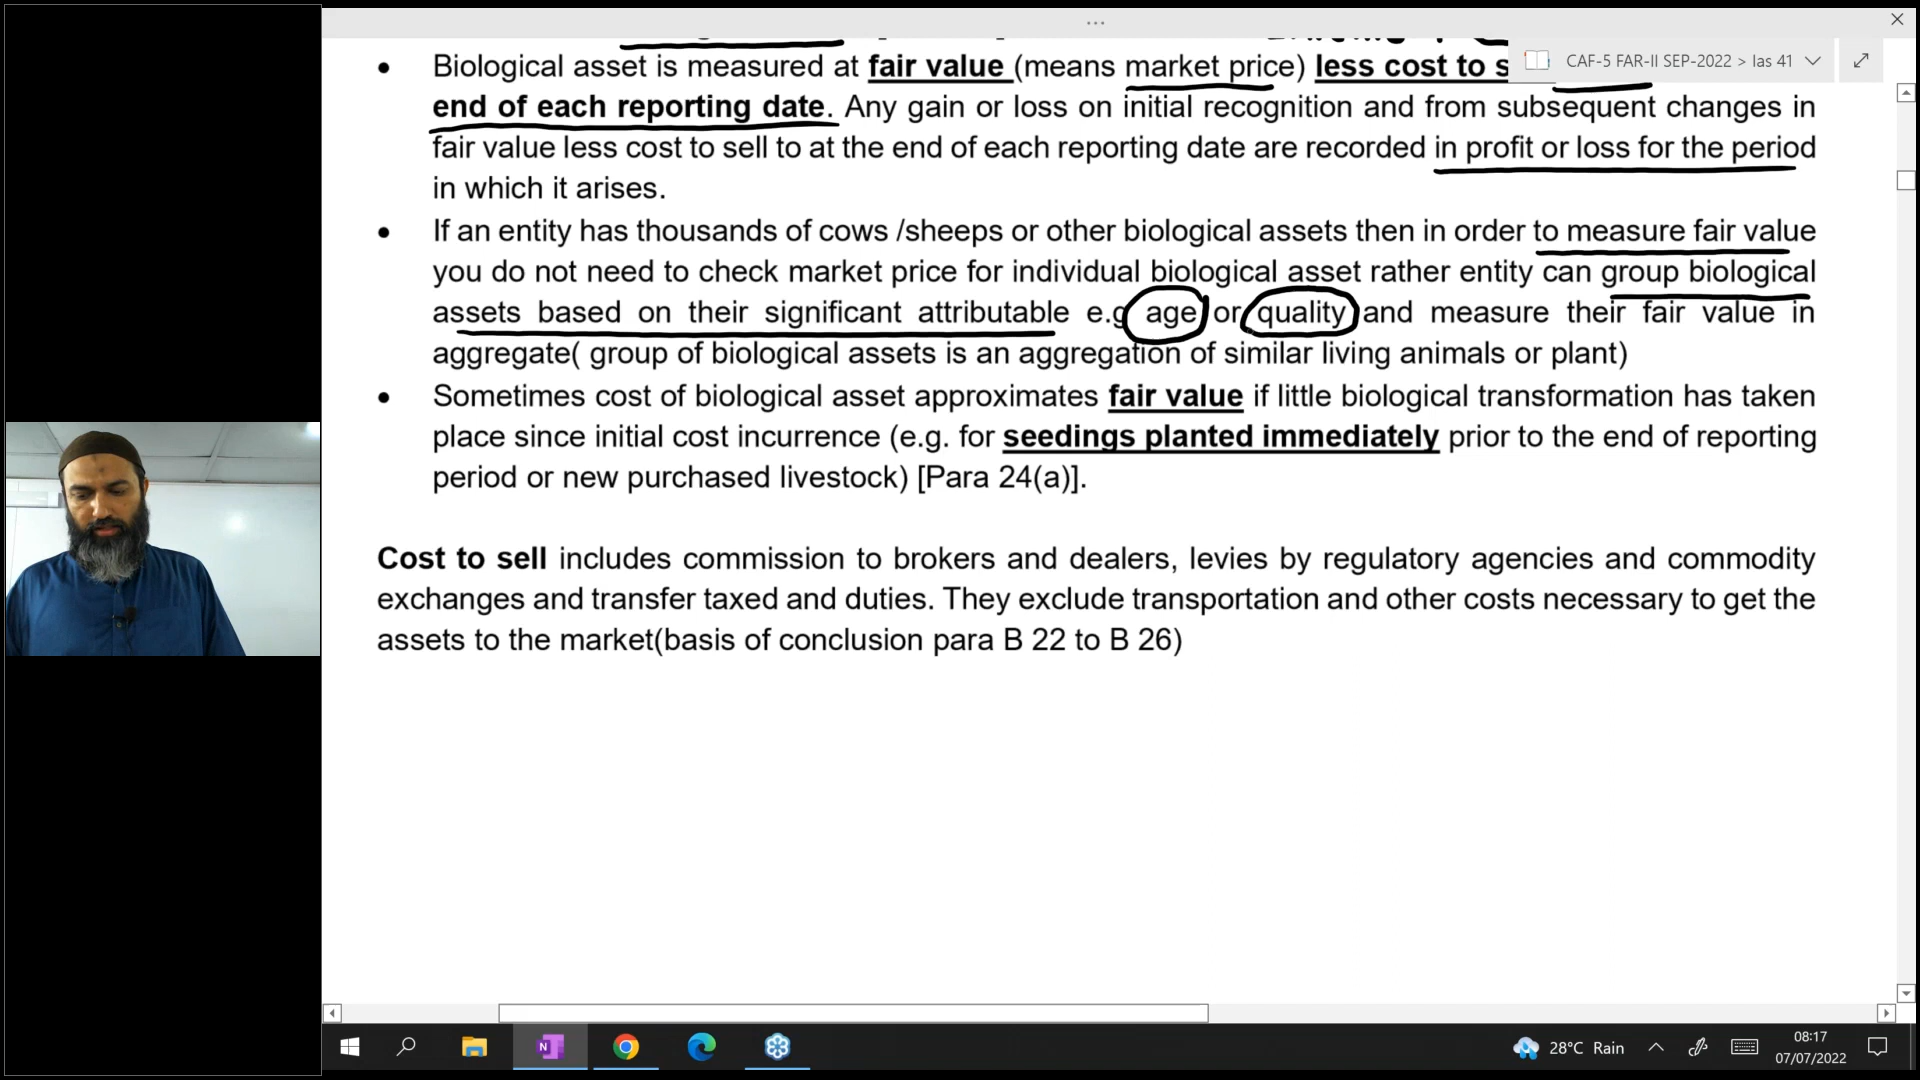 ...
CAF-5 FAR-II SEP-2022 > Ias 41
• Biological asset is measured at fair value (means market price) less cost to s
end of each reporting date. Any gain or loss on initial recognition and from subsequent changes in
fair value less cost to sell to at the end of each reporting date are recorded in profit or loss for the period
in which it arises.
• If an entity has thousands of cows /sheeps or other biological assets then in order to measure fair value
you do not need to check market price for individual biological asset rather entity can group biological
assets based on their significant attributable e.g age or quality and measure their fair value in
aggregate( group of biological assets is an aggregation of similar living animals or plant)
• Sometimes cost of biological asset approximates fair value if little biological transformation has taken
place since initial cost incurrence (e.g. for seedings planted immediately prior to the end of reporting
period or new purchased livestock) [Para 24(a)].
Cost to sell includes commission to brokers and dealers, levies by regulatory agencies and commodity
exchanges and transfer taxed and duties. They exclude transportation and other costs necessary to get the
assets to the market(basis of conclusion para B 22 to B 26)
N
28°C Rain
08:17
07/07/2022